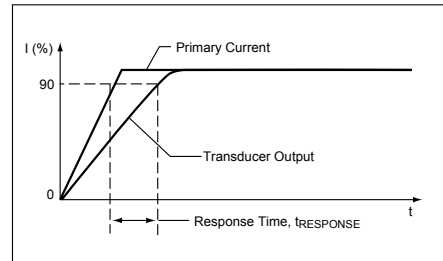 I (%)
Primary Current
90
Transducer Output
0
t
Response Time, tRESPONSE